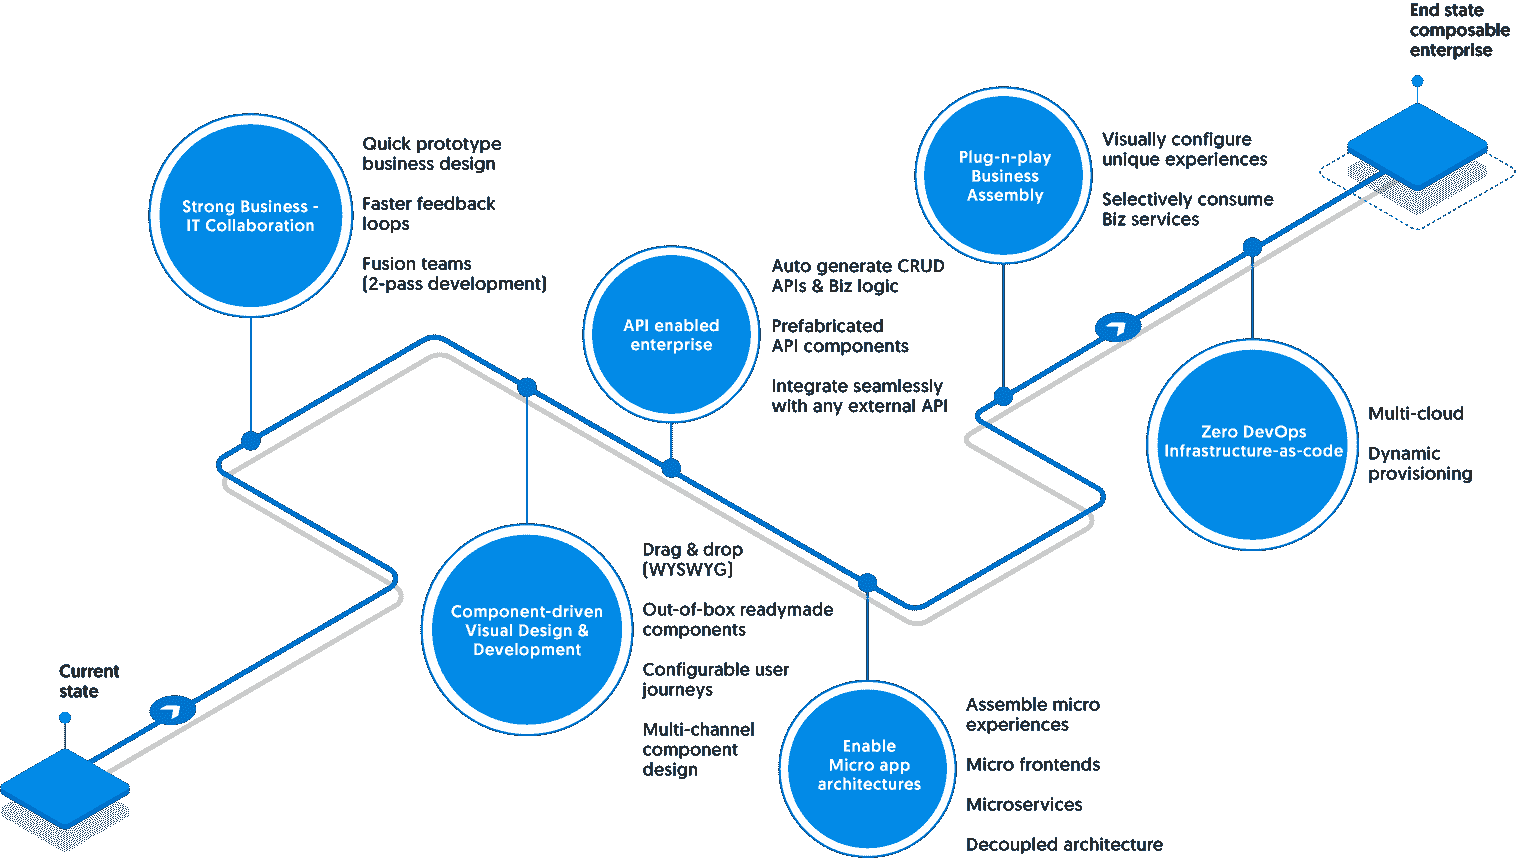 End state
composable
enterprise
Strong Business -
IT Collaboration
Quick prototype
business design
Faster feedback
loops
Fusion teams
(2-pass development)
Plug-n-play
Business
Assembly
Visually configure
unique experiences
Selectively consume
Biz services
API enabled
enterprise
Auto generate CRUD
APIs & Biz logic
Prefabricated
API components
Integrate seamlessly
with any external API
Zero DevOps
Infrastructure-as-code
Multi-cloud
Dynamic
provisioning
Component-driven
Visual Design &
Development
Drag & drop
(WYSWYG)
Out-of-box readymade
components
Configurable user
journeys
Multi-channel
component
design
Current
state
Enable
Micro app
architectures
Assemble micro
experiences
Micro frontends
Microservices
Decoupled architecture